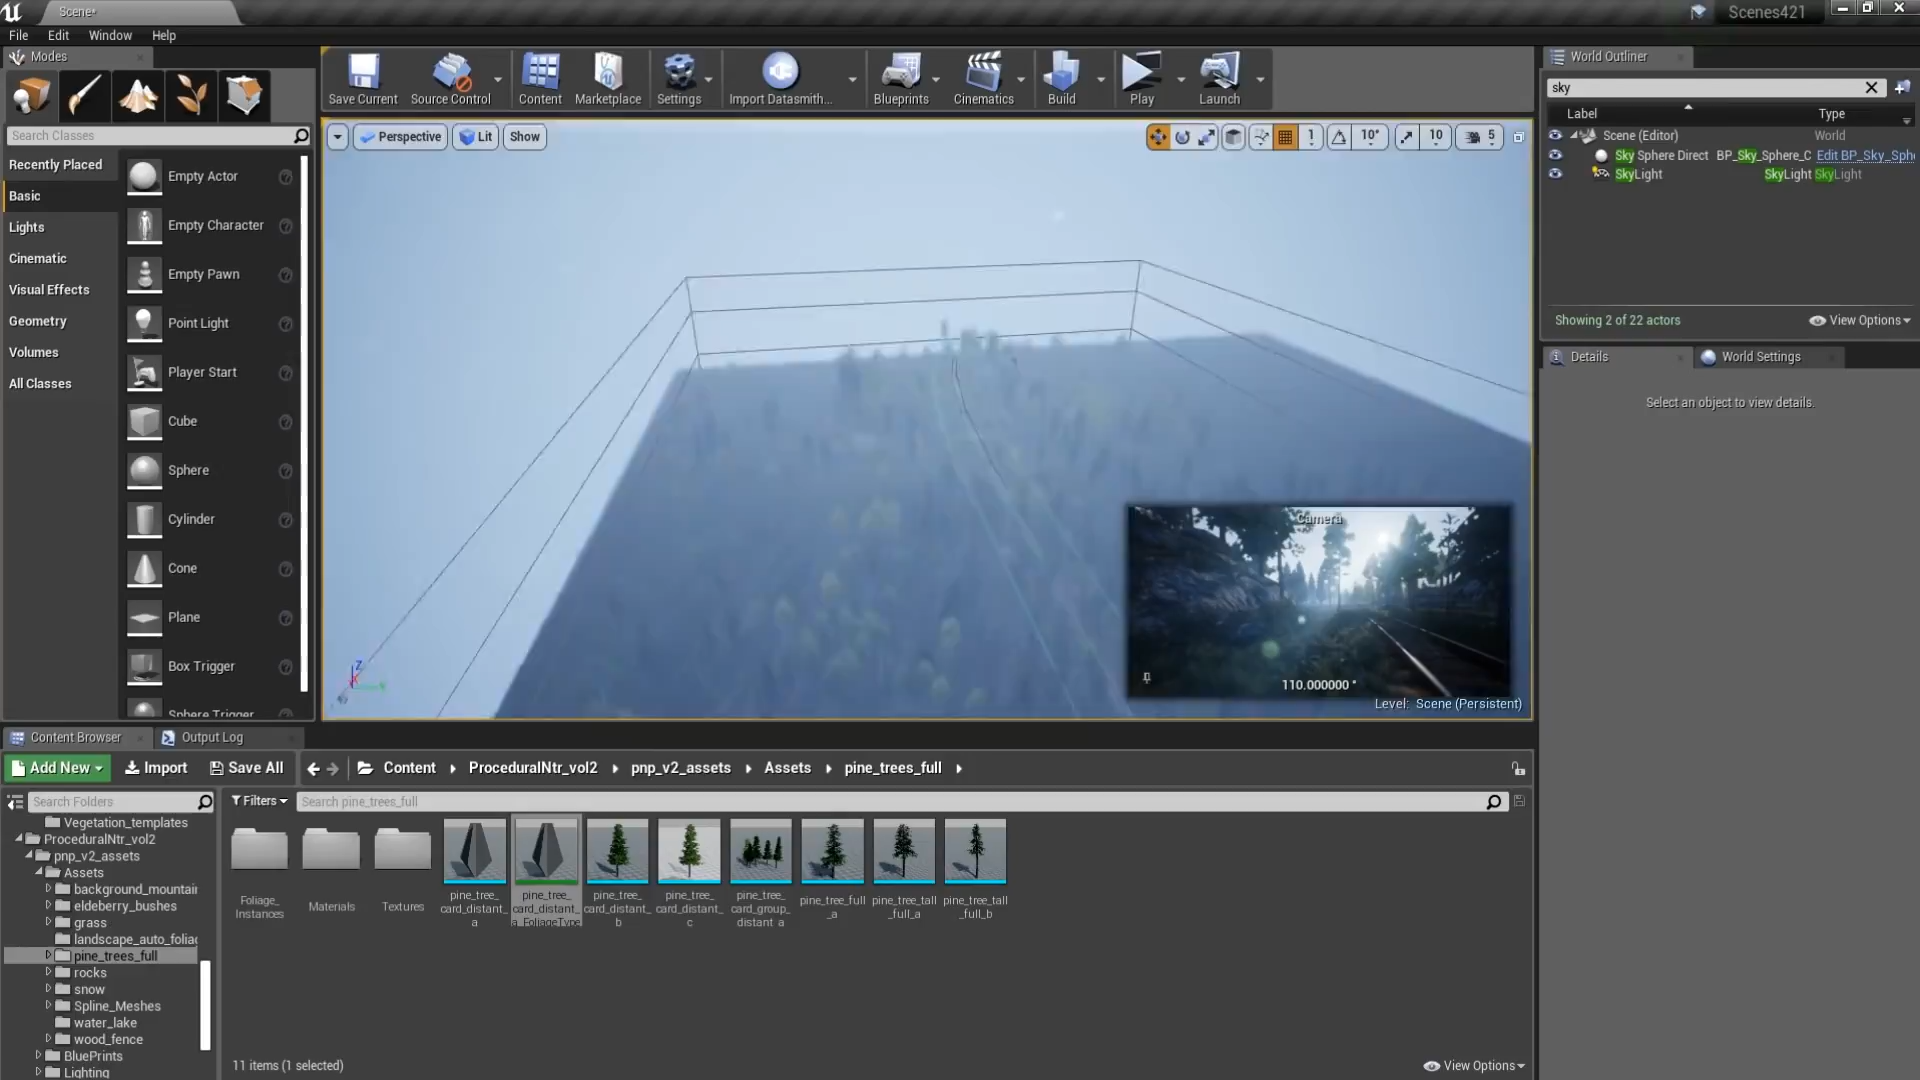 Scene*
Scenes421
File Edit Window Help
Modes
Search Classes
Recently Placed
Basic
Lights
Cinematic
Visual Effects
Geometry
Volumes
All Classes
Empty Actor
Empty Character
Empty Pawn
Point Light
Player Start
Cube
Sphere
Cylinder
Cone
Plane
Box Trigger
Sphere Trigger
Save Current Source Control Content Marketplace Settings Import Datasmith... Blueprints Cinematics Build Play Launch
Perspective Lit Show
1 10° 10 5
Camera
110.000000 °
Level: Scene (Persistent)
Z
World Outliner
sky
Label Type
Scene (Editor) World
Sky Sphere Direct BP_Sky_Sphere_C Edit BP_Sky_Sph
SkyLight SkyLight SkyLight
Showing 2 of 22 actors View Options
Details World Settings
Select an object to view details.
Content Browser Output Log
Add New Import Save All Content ProceduralNtr_vol2 pnp_v2_assets Assets pine_trees_full
Search Folders
Filters Search pine_trees_full
Vegetation_templates
ProceduralNtr_vol2
pnp_v2_assets
Assets
background_mountain
eldeberry_bushes
grass
landscape_auto_foliag
pine_trees_full
rocks
snow
Spline_Meshes
water_lake
wood_fence
BluePrints
Lighting
Foliage_
Instances
Materials
Textures
pine_tree_
card_distant_
a
pine_tree_
card_distant_
a_FoliageType
pine_tree_
card_distant_
b
pine_tree_
card_distant_
c
pine_tree_
card_group_
distant_a
pine_tree_full
_a
pine_tree_tall
_full_a
pine_tree_tall
_full_b
11 items (1 selected) View Options